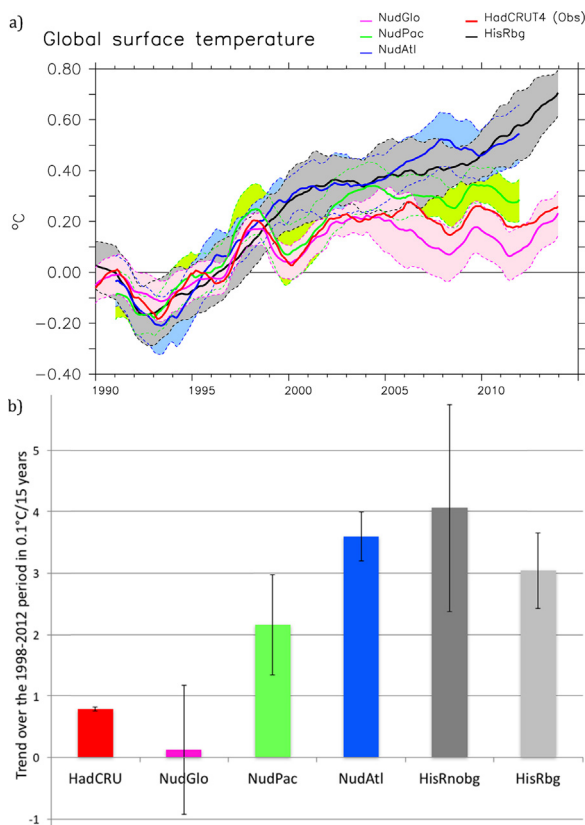 a)
Global surface temperature
NudGlo
NudPac
NudAtl
HadCRUT4 (Obs)
HisRbg
0.80
0.60
0.40
0.20
0.00
−0.20
−0.40
°C
1990
1995
2000
2005
2010
b)
Trend over the 1998-2012 period in 0.1°C/15 years
5
4
3
2
1
0
-1
HadCRU
NudGlo
NudPac
NudAtl
HisRnobg
HisRbg